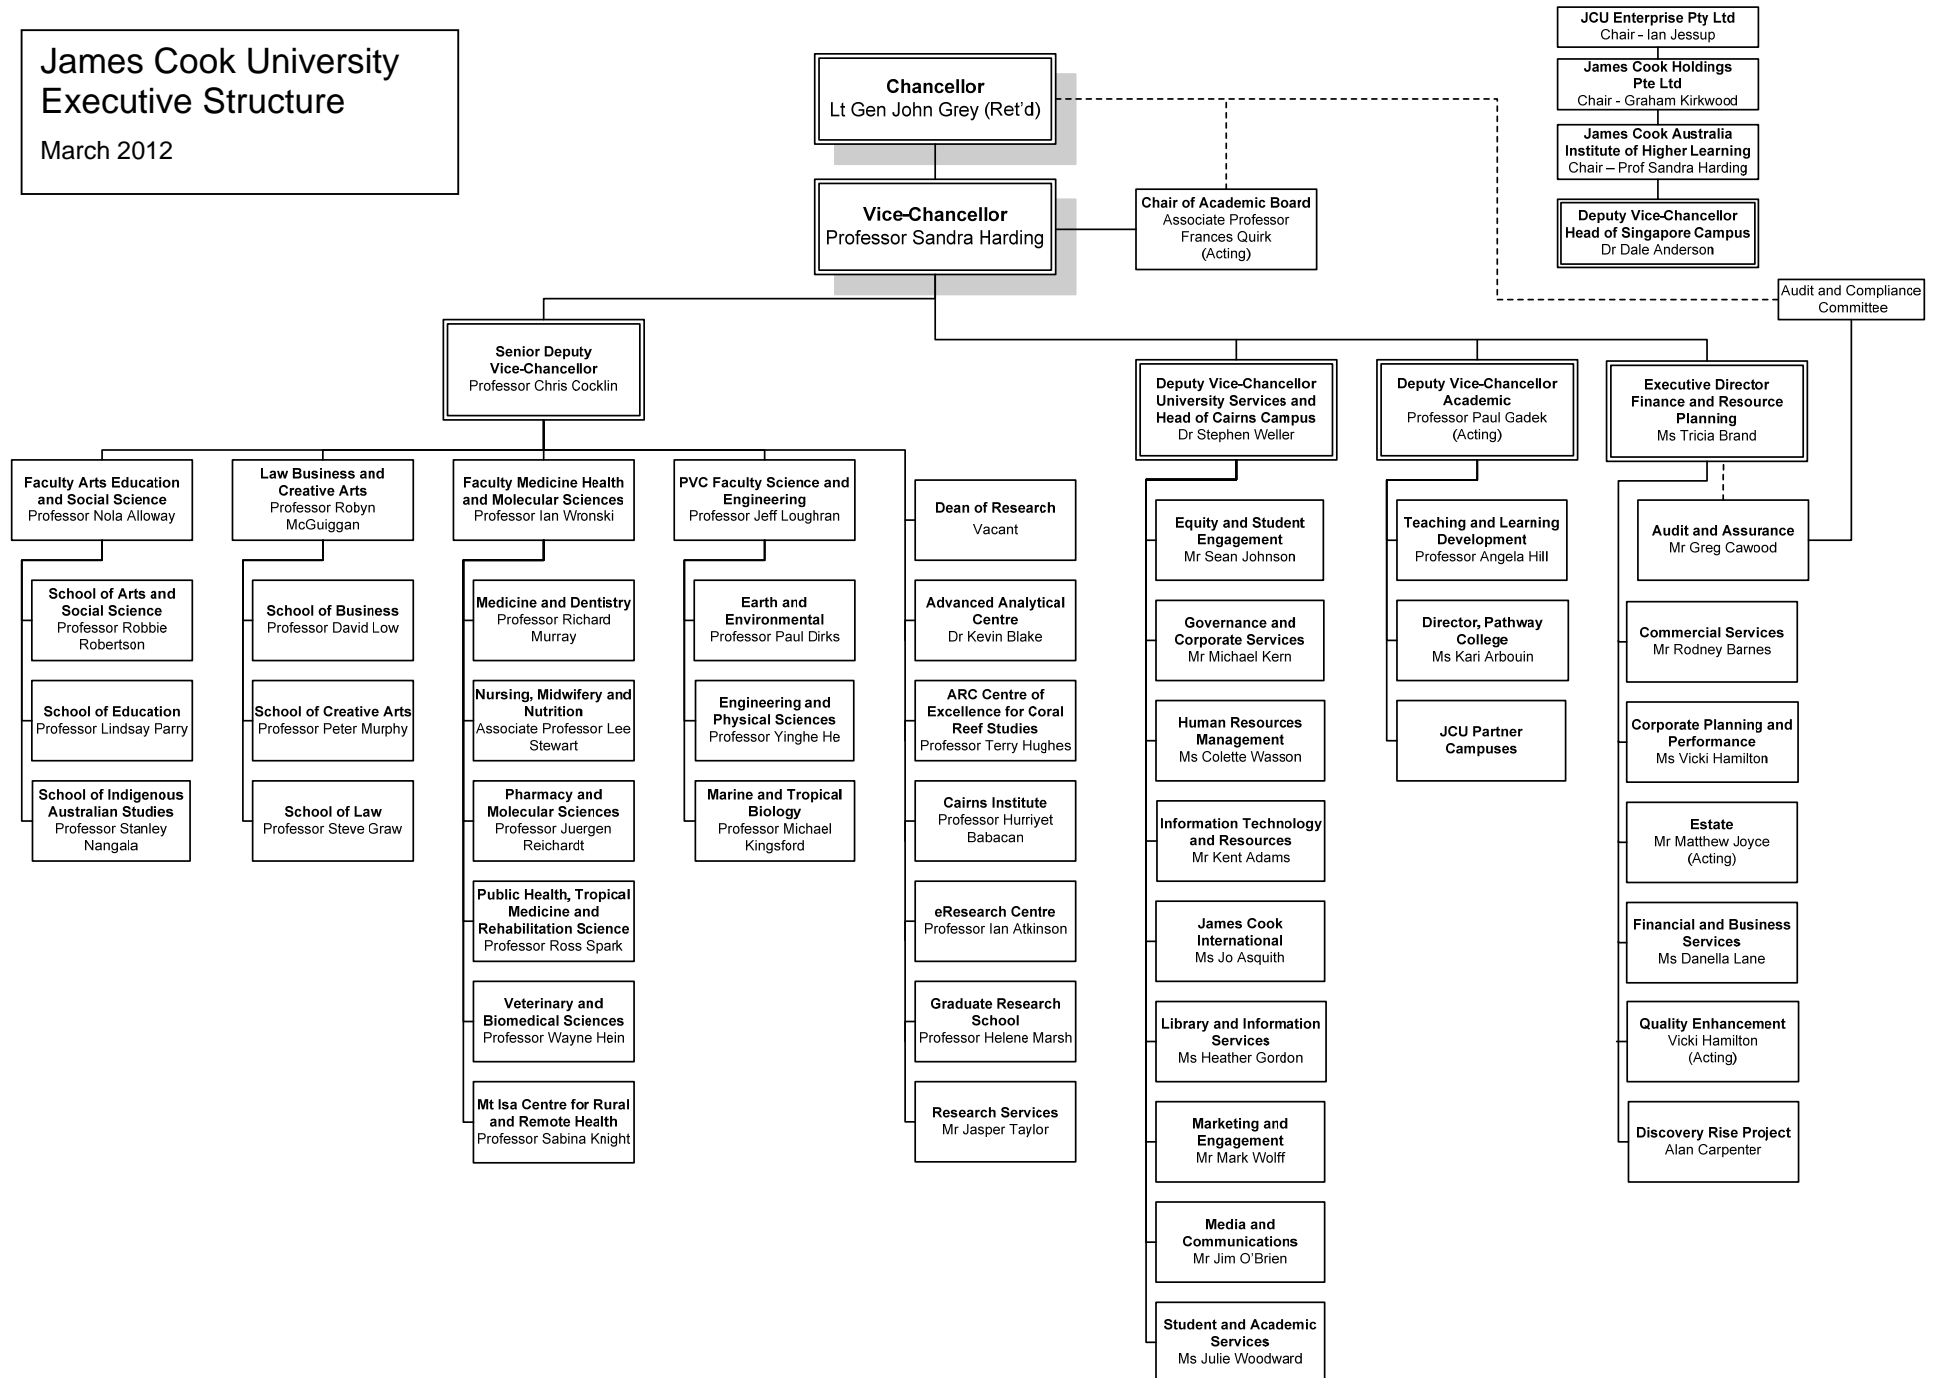 James Cook University
Executive Structure
March 2012
Chancellor
Lt Gen John Grey (Ret'd)
Vice-Chancellor
Professor Sandra Harding
Chair of Academic Board
Associate Professor
Frances Quirk
(Acting)
JCU Enterprise Pty Ltd
Chair - Ian Jessup
James Cook Holdings
Pte Ltd
Chair - Graham Kirkwood
James Cook Australia
Institute of Higher Learning
Chair – Prof Sandra Harding
Deputy Vice-Chancellor
Head of Singapore Campus
Dr Dale Anderson
Audit and Compliance
Committee
Senior Deputy
Vice-Chancellor
Professor Chris Cocklin
Deputy Vice-Chancellor
University Services and
Head of Cairns Campus
Dr Stephen Weller
Deputy Vice-Chancellor
Academic
Professor Paul Gadek
(Acting)
Executive Director
Finance and Resource
Planning
Ms Tricia Brand
Faculty Arts Education
and Social Science
Professor Nola Alloway
School of Arts and
Social Science
Professor Robbie
Robertson
School of Education
Professor Lindsay Parry
School of Indigenous
Australian Studies
Professor Stanley
Nangala
Law Business and
Creative Arts
Professor Robyn
McGuiggan
School of Business
Professor David Low
School of Creative Arts
Professor Peter Murphy
School of Law
Professor Steve Graw
Faculty Medicine Health
and Molecular Sciences
Professor Ian Wronski
Medicine and Dentistry
Professor Richard
Murray
Nursing, Midwifery and
Nutrition
Associate Professor Lee
Stewart
Pharmacy and
Molecular Sciences
Professor Juergen
Reichardt
Public Health, Tropical
Medicine and
Rehabilitation Science
Professor Ross Spark
Veterinary and
Biomedical Sciences
Professor Wayne Hein
Mt Isa Centre for Rural
and Remote Health
Professor Sabina Knight
PVC Faculty Science and
Engineering
Professor Jeff Loughran
Earth and
Environmental
Professor Paul Dirks
Engineering and
Physical Sciences
Professor Yinghe He
Marine and Tropical
Biology
Professor Michael
Kingsford
Dean of Research
Vacant
Advanced Analytical
Centre
Dr Kevin Blake
ARC Centre of
Excellence for Coral
Reef Studies
Professor Terry Hughes
Cairns Institute
Professor Hurriyet
Babacan
eResearch Centre
Professor Ian Atkinson
Graduate Research
School
Professor Helene Marsh
Research Services
Mr Jasper Taylor
Equity and Student
Engagement
Mr Sean Johnson
Governance and
Corporate Services
Mr Michael Kern
Human Resources
Management
Ms Colette Wasson
Information Technology
and Resources
Mr Kent Adams
James Cook
International
Ms Jo Asquith
Library and Information
Services
Ms Heather Gordon
Marketing and
Engagement
Mr Mark Wolff
Media and
Communications
Mr Jim O'Brien
Student and Academic
Services
Ms Julie Woodward
Teaching and Learning
Development
Professor Angela Hill
Director, Pathway
College
Ms Kari Arbouin
JCU Partner
Campuses
Audit and Assurance
Mr Greg Cawood
Commercial Services
Mr Rodney Barnes
Corporate Planning and
Performance
Ms Vicki Hamilton
Estate
Mr Matthew Joyce
(Acting)
Financial and Business
Services
Ms Danella Lane
Quality Enhancement
Vicki Hamilton
(Acting)
Discovery Rise Project
Alan Carpenter